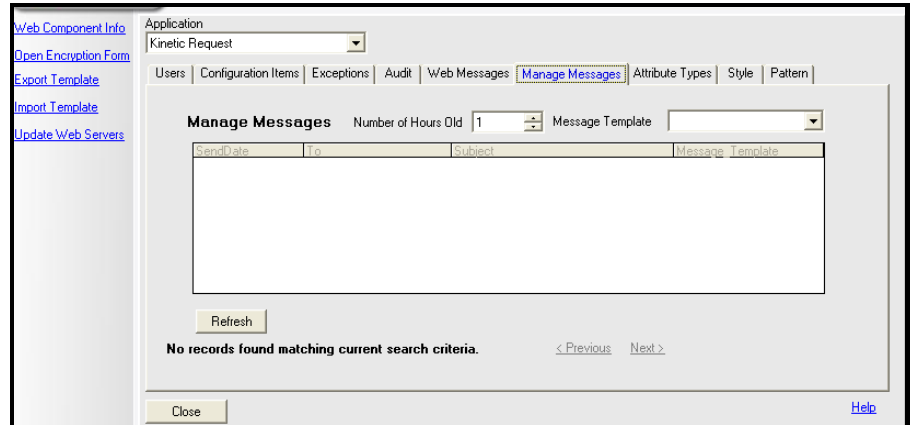 Web Component Info
Open Encryption Form
Export Template
Import Template
Update Web Servers
Application
Kinetic Request
Users Configuration Items Exceptions Audit Web Messages Manage Messages Attribute Types Style Pattern
Manage Messages Number of Hours Old 1 Message Template
SendDate To Subject Message_Template
Refresh
No records found matching current search criteria. < Previous Next >
Close
Help